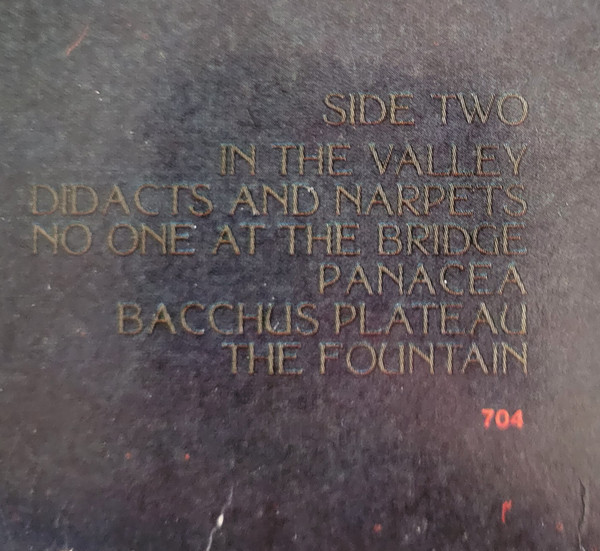 SIDE TWO
IN THE VALLEY
DIDACTS AND NARPETS
NO ONE AT THE BRIDGE
PANACEA
BACCHUS PLATEAU
THE FOUNTAIN
704